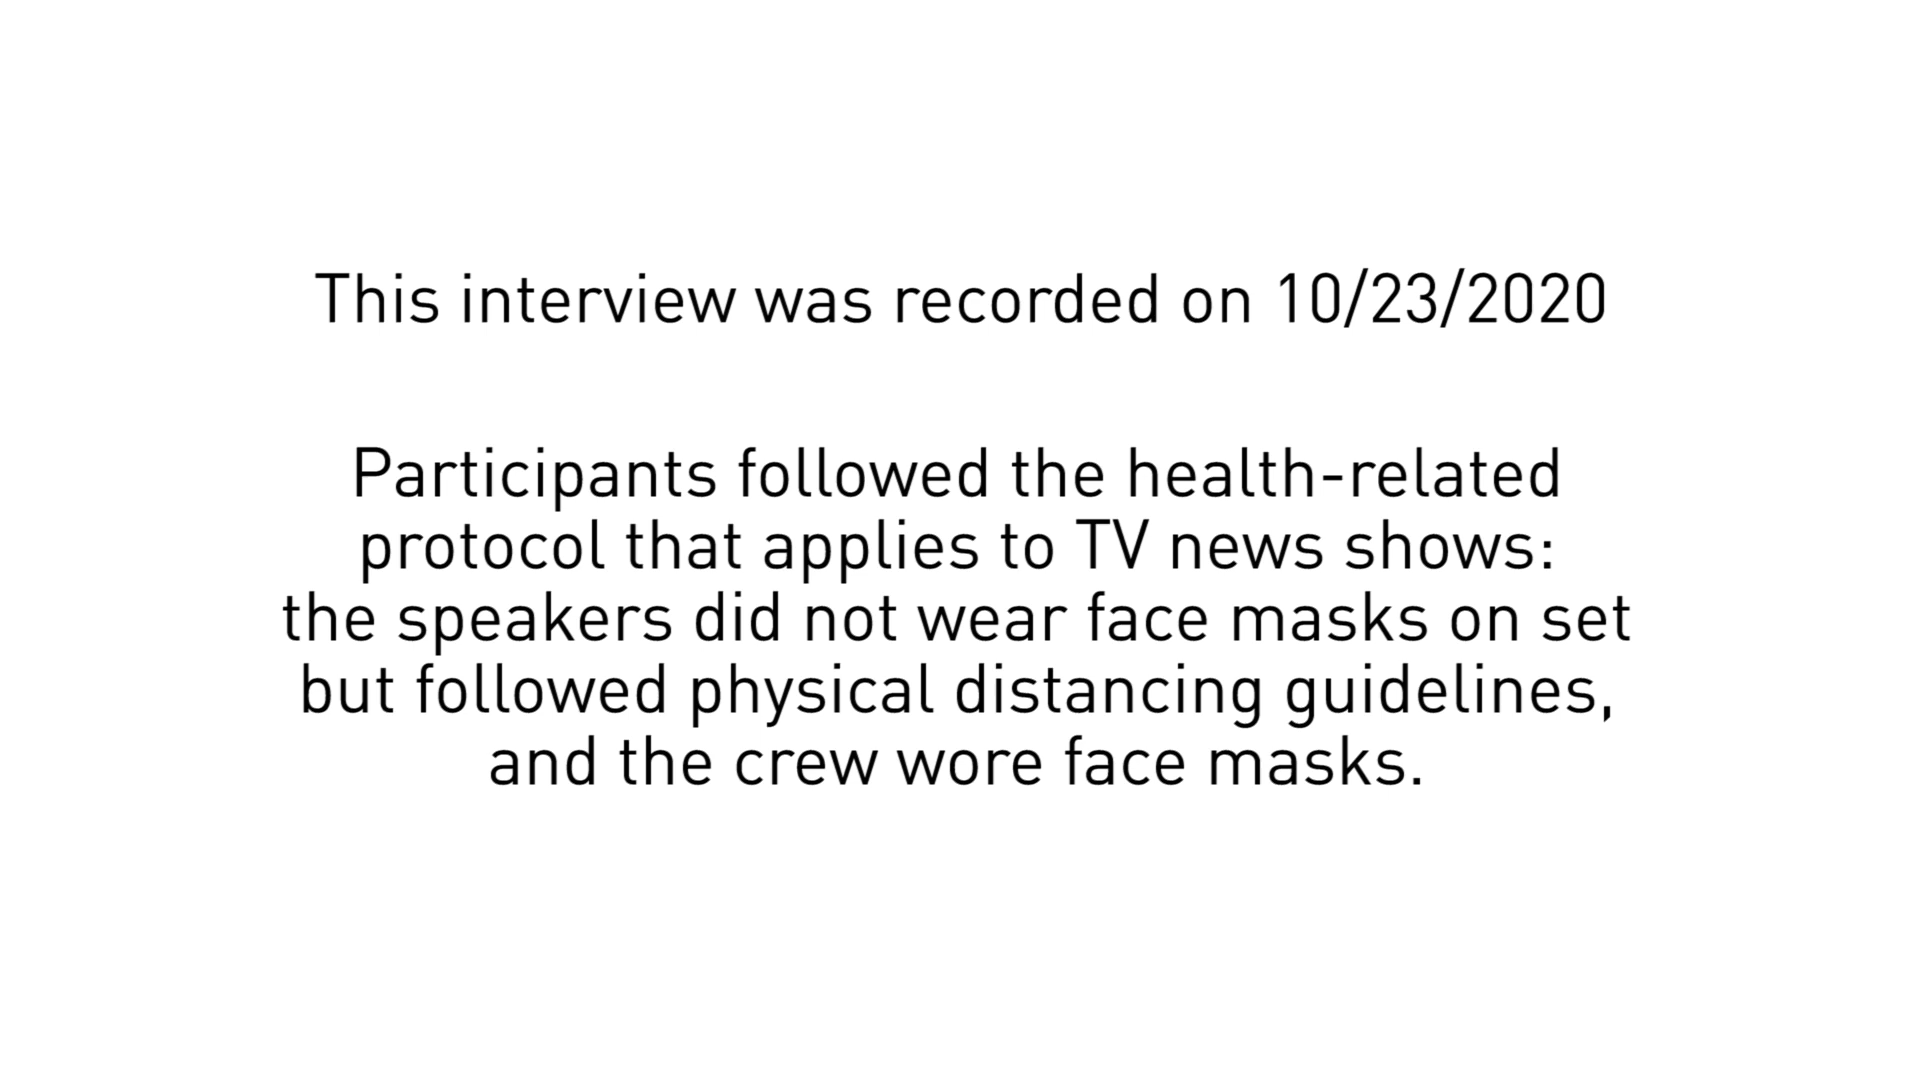 This interview was recorded on 10/23/2020
Participants followed the health-related
protocol that applies to TV news shows:
the speakers did not wear face masks on set
but followed physical distancing guidelines,
and the crew wore face masks.